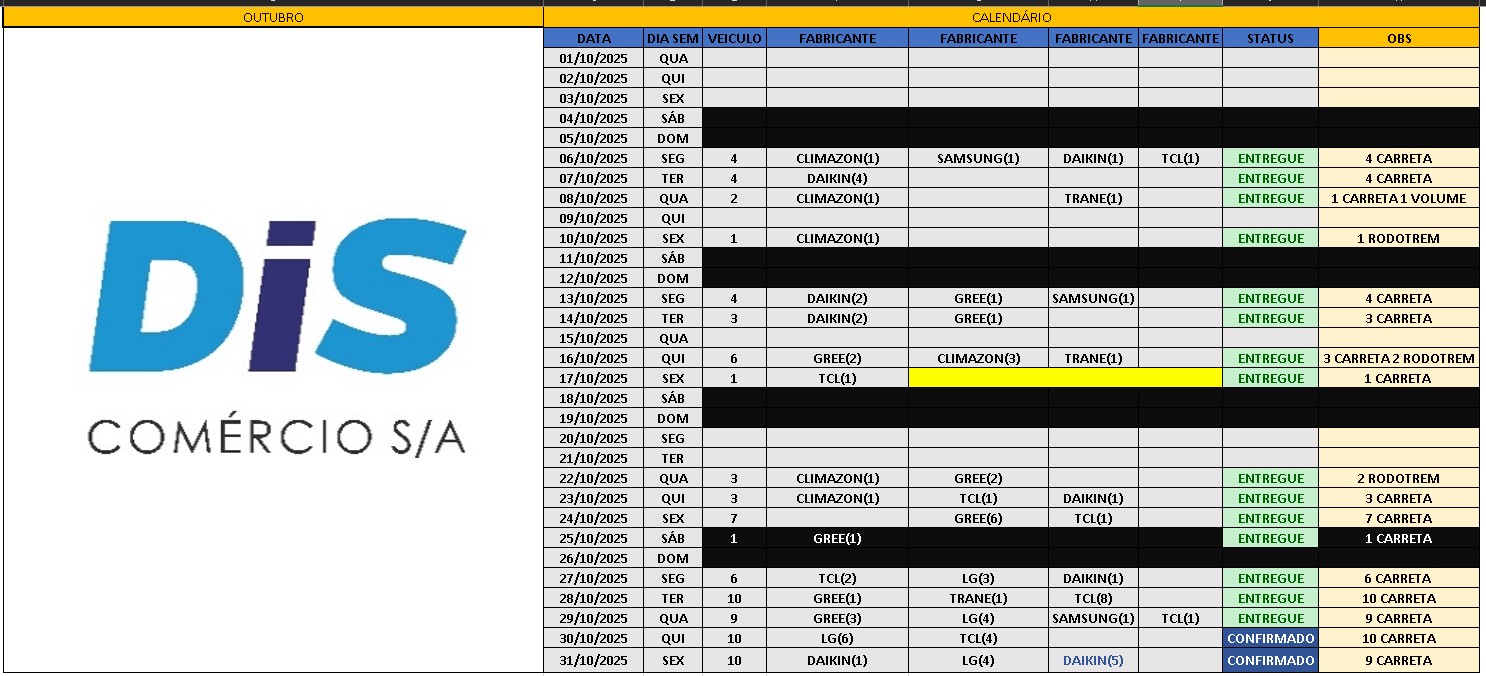 OUTUBRO CALENDÁRIO
DATA DIA SEM VEICULO FABRICANTE FABRICANTE FABRICANTE FABRICANTE STATUS OBS
01/10/2025 QUA
02/10/2025 QUI
03/10/2025 SEX
04/10/2025 SÁB
05/10/2025 DOM
06/10/2025 SEG 4 CLIMAZON(1) SAMSUNG(1) DAIKIN(1) TCL(1) ENTREGUE 4 CARRETA
07/10/2025 TER 4 DAIKIN(4) ENTREGUE 4 CARRETA
08/10/2025 QUA 2 CLIMAZON(1) TRANE(1) ENTREGUE 1 CARRETA 1 VOLUME
09/10/2025 QUI
10/10/2025 SEX 1 CLIMAZON(1) ENTREGUE 1 RODOTREM
11/10/2025 SÁB
12/10/2025 DOM
13/10/2025 SEG 4 DAIKIN(2) GREE(1) SAMSUNG(1) ENTREGUE 4 CARRETA
14/10/2025 TER 3 DAIKIN(2) GREE(1) ENTREGUE 3 CARRETA
15/10/2025 QUA
16/10/2025 QUI 6 GREE(2) CLIMAZON(3) TRANE(1) ENTREGUE 3 CARRETA 2 RODOTREM
17/10/2025 SEX 1 TCL(1) ENTREGUE 1 CARRETA
18/10/2025 SÁB
19/10/2025 DOM
20/10/2025 SEG
21/10/2025 TER
22/10/2025 QUA 3 CLIMAZON(1) GREE(2) ENTREGUE 2 RODOTREM
23/10/2025 QUI 3 CLIMAZON(1) TCL(1) DAIKIN(1) ENTREGUE 3 CARRETA
24/10/2025 SEX 7 GREE(6) TCL(1) ENTREGUE 7 CARRETA
25/10/2025 SÁB 1 GREE(1) ENTREGUE 1 CARRETA
26/10/2025 DOM
27/10/2025 SEG 6 TCL(2) LG(3) DAIKIN(1) ENTREGUE 6 CARRETA
28/10/2025 TER 10 GREE(1) TRANE(1) TCL(8) ENTREGUE 10 CARRETA
29/10/2025 QUA 9 GREE(3) LG(4) SAMSUNG(1) TCL(1) ENTREGUE 9 CARRETA
30/10/2025 QUI 10 LG(6) TCL(4) CONFIRMADO 10 CARRETA
31/10/2025 SEX 10 DAIKIN(1) LG(4) DAIKIN(5) CONFIRMADO 9 CARRETA
DiS
COMÉRCIO S/A